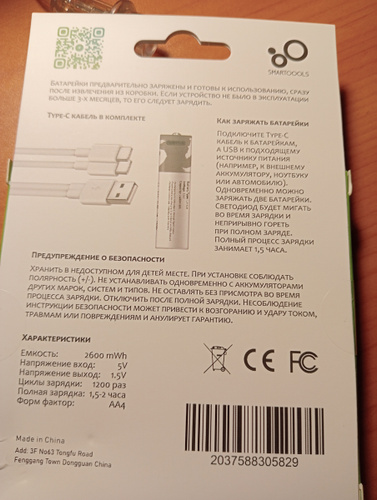 SMARTOOOLS
Батарейки предварительно заряжены и готовы к использованию, сразу
после извлечения из коробки. Если устройство не было в эксплуатации
больше 3-х месяцев, то его следует зарядить.
Type-C кабель в комплекте
Как заряжать батарейки
Подключите Type-C
кабель к батарейкам,
а USB к подходящему
источнику питания
(например, к внешнему
аккумулятору, ноутбуку
или автомобилю).
Одновременно можно
зарядить две батарейки.
Светодиод будет мигать
во время зарядки и
непрерывно гореть
при полном заряде.
Полный процесс зарядки
занимает 1,5 часа.
Предупреждение о безопасности
Хранить в недоступном для детей месте. При установке соблюдать
полярность (+/-). Не устанавливать одновременно с аккумуляторами
других марок, систем и типов. Не оставлять без присмотра во время
процесса зарядки. Отключить после полной зарядки. Несоблюдение
инструкции безопасности может привести к возгоранию и удару током,
травмам или повреждениям и анулирует гарантию.
Характеристики
Емкость: 2600 mWh
Напряжение вход: 5V
Напряжение выход: 1.5V
Циклы зарядки: 1200 раз
Полная зарядка: 1,5-2 часа
Форм фактор: AA4
CE FC
Made in China
Add: 3F No63 Tongfu Road
Fenggang Town Dongguan China
2037588305829